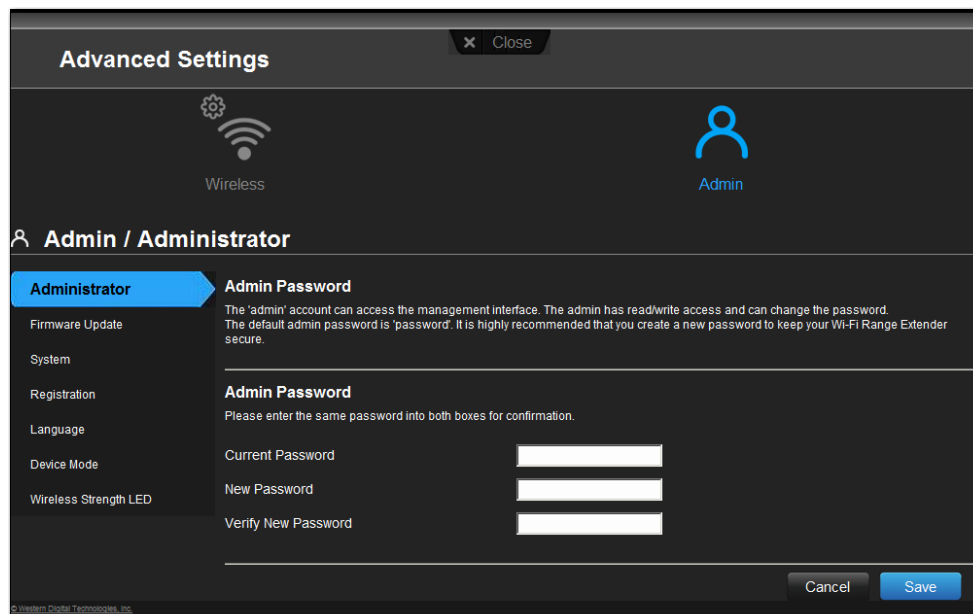 Close
Advanced Settings
Wireless
Admin
Admin / Administrator
Administrator
Firmware Update
System
Registration
Language
Device Mode
Wireless Strength LED
Admin Password
The 'admin' account can access the management interface. The admin has read/write access and can change the password.
The default admin password is 'password'. It is highly recommended that you create a new password to keep your Wi-Fi Range Extender
secure.
Admin Password
Please enter the same password into both boxes for confirmation.
Current Password
New Password
Verify New Password
Cancel
Save
© Western Digital Technologies, Inc.